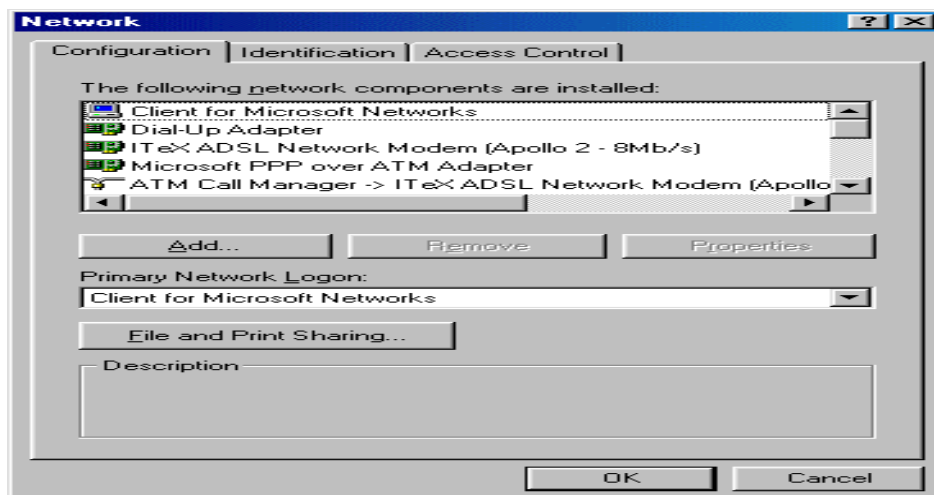 Network
Configuration Identification Access Control
The following network components are installed:
Client for Microsoft Networks
Dial-Up Adapter
ITeX ADSL Network Modem (Apollo 2 - 8Mb/s)
Microsoft PPP over ATM Adapter
ATM Call Manager -> ITeX ADSL Network Modem (Apollo
Add... Remove Properties
Primary Network Logon:
Client for Microsoft Networks
File and Print Sharing...
Description
OK Cancel